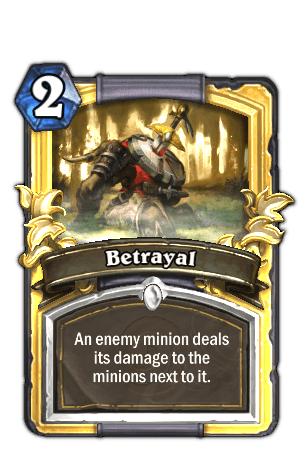 2
Betrayal
An enemy minion deals
its damage to the
minions next to it.